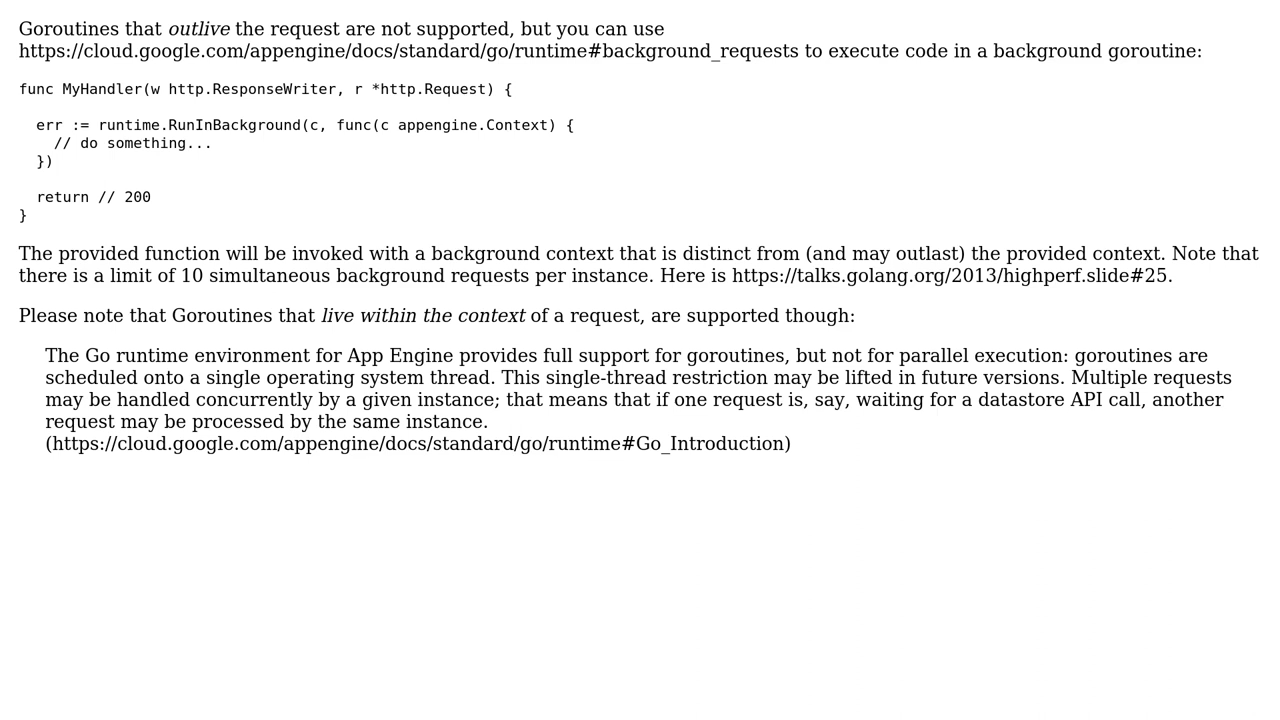 Goroutines that outlive the request are not supported, but you can use
https://cloud.google.com/appengine/docs/standard/go/runtime#background_requests to execute code in a background goroutine:
func MyHandler(w http.ResponseWriter, r *http.Request) {
  err := runtime.RunInBackground(c, func(c appengine.Context) {
    // do something...
  })
  return // 200
}
The provided function will be invoked with a background context that is distinct from (and may outlast) the provided context. Note that
there is a limit of 10 simultaneous background requests per instance. Here is https://talks.golang.org/2013/highperf.slide#25.
Please note that Goroutines that live within the context of a request, are supported though:
The Go runtime environment for App Engine provides full support for goroutines, but not for parallel execution: goroutines are
scheduled onto a single operating system thread. This single-thread restriction may be lifted in future versions. Multiple requests
may be handled concurrently by a given instance; that means that if one request is, say, waiting for a datastore API call, another
request may be processed by the same instance.
(https://cloud.google.com/appengine/docs/standard/go/runtime#Go_Introduction)